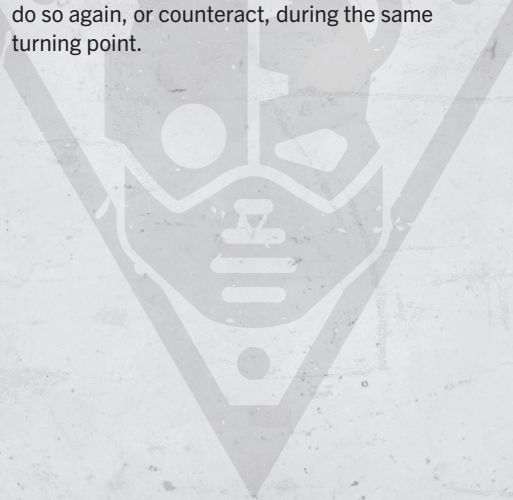 do so again, or counteract, during the same
turning point.